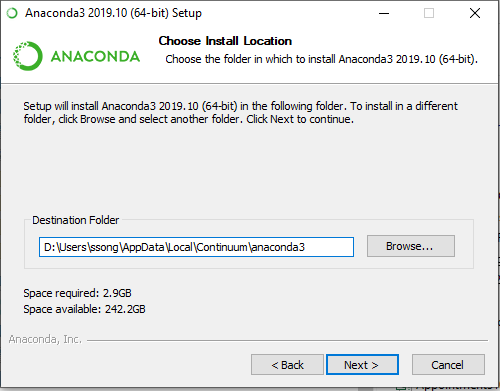 Anaconda3 2019.10 (64-bit) Setup
ANACONDA
Choose Install Location
Choose the folder in which to install Anaconda3 2019.10 (64-bit).
Setup will install Anaconda3 2019.10 (64-bit) in the following folder. To install in a different
folder, click Browse and select another folder. Click Next to continue.
Destination Folder
D:\Users\ssong\AppData\Local\Continuum\anaconda3
Browse...
Space required: 2.9GB
Space available: 242.2GB
Anaconda, Inc.
< Back
Next >
Cancel